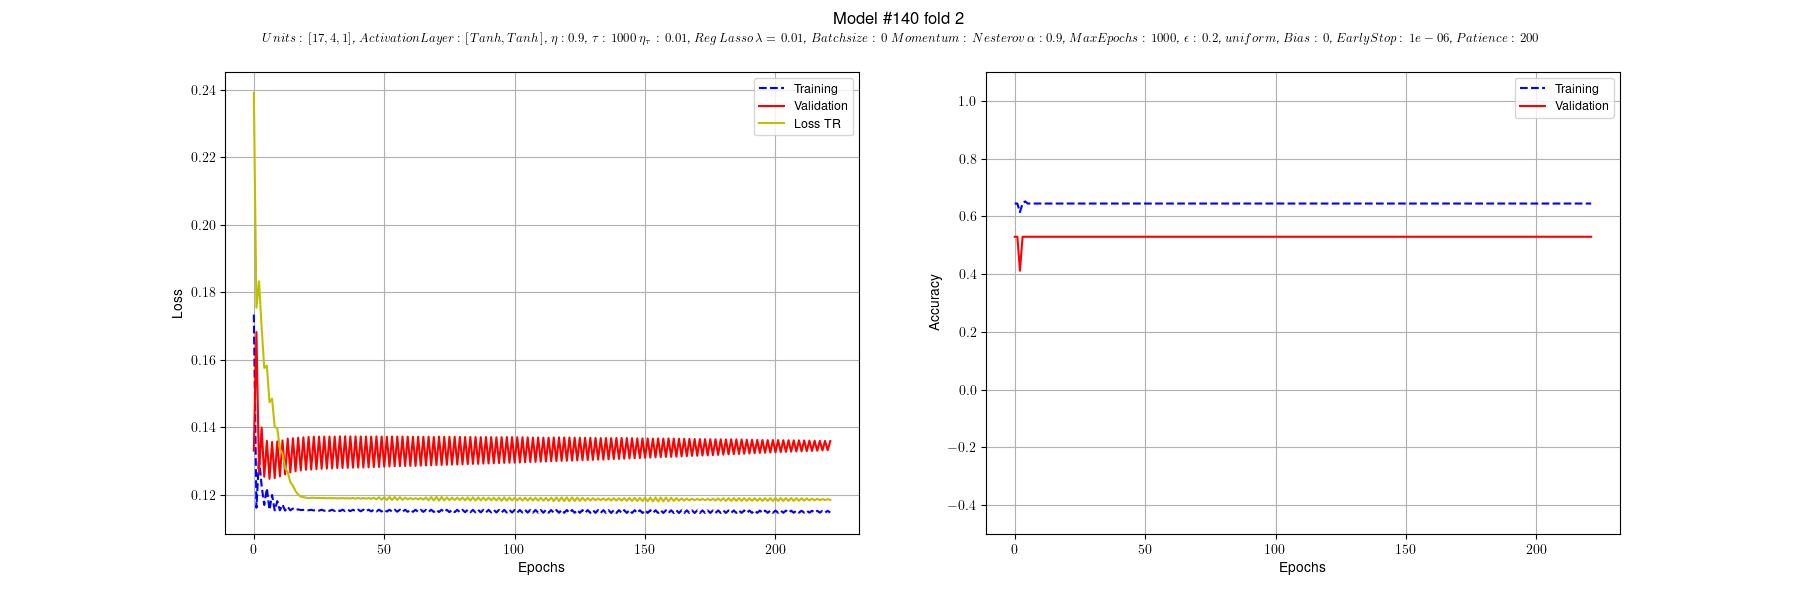 Model #140 fold 2
Units : [17, 4, 1], ActivationLayer : [Tanh, Tanh], η : 0.9, τ : 1000 ητ : 0.01, Reg Lasso λ = 0.01, Batchsize : 0 Momentum : Nesterov α : 0.9, MaxEpochs : 1000, ϵ : 0.2, uniform, Bias : 0, EarlyStop : 1e − 06, Patience : 200
Training
Validation
Loss TR
0.24
0.22
0.20
0.18
0.16
0.14
0.12
Loss
0
50
100
150
200
Epochs
Training
Validation
1.0
0.8
0.6
0.4
0.2
0.0
−0.2
−0.4
Accuracy
0
50
100
150
200
Epochs